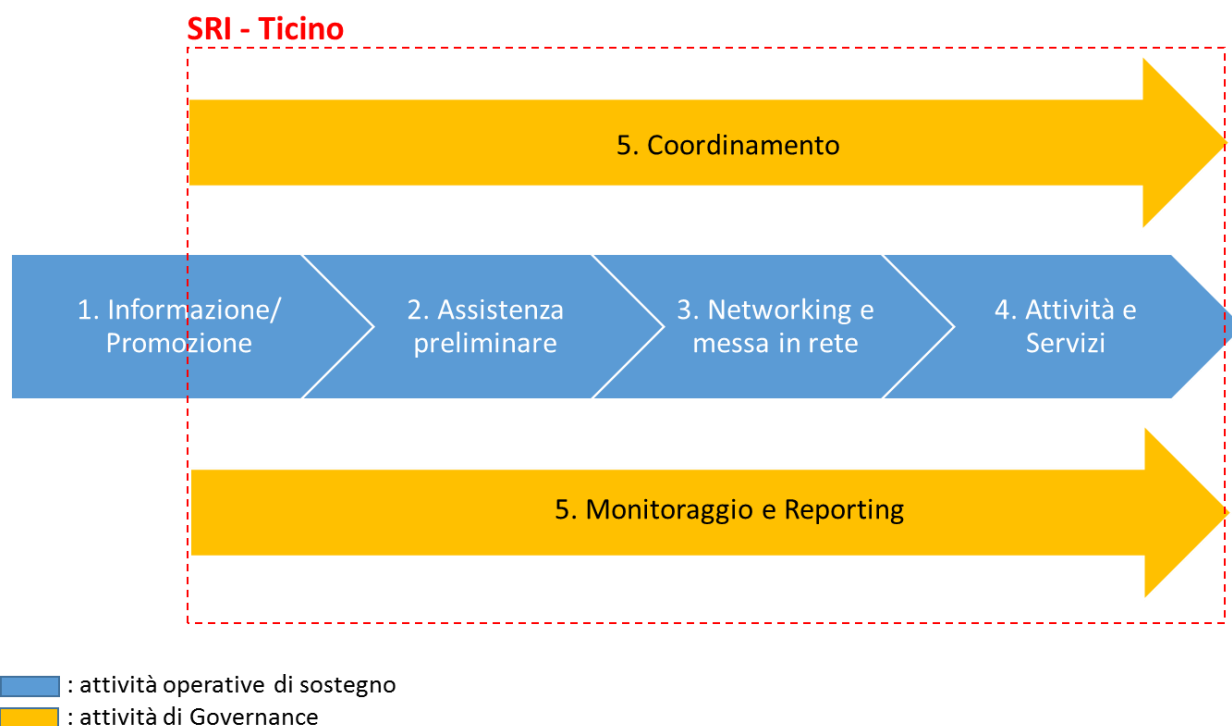 SRI - Ticino
5. Coordinamento
1. Informazione/
Promozione
2. Assistenza
preliminare
3. Networking e
messa in rete
4. Attività e
Servizi
5. Monitoraggio e Reporting
: attività operative di sostegno
: attività di Governance